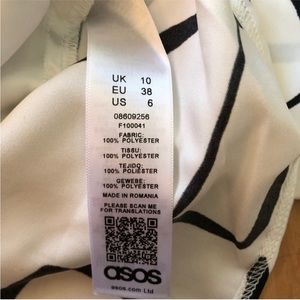 UK 10
EU 38
US 6
08609256
F100041
FABRIC:
100% POLYESTER
TISSU:
100% POLYESTER
TEJIDO:
100% POLIÉSTER
GEWEBE:
100% POLYESTER
MADE IN ROMANIA
PLEASE SCAN ME
FOR TRANSLATIONS
asos
asos.com Ltd